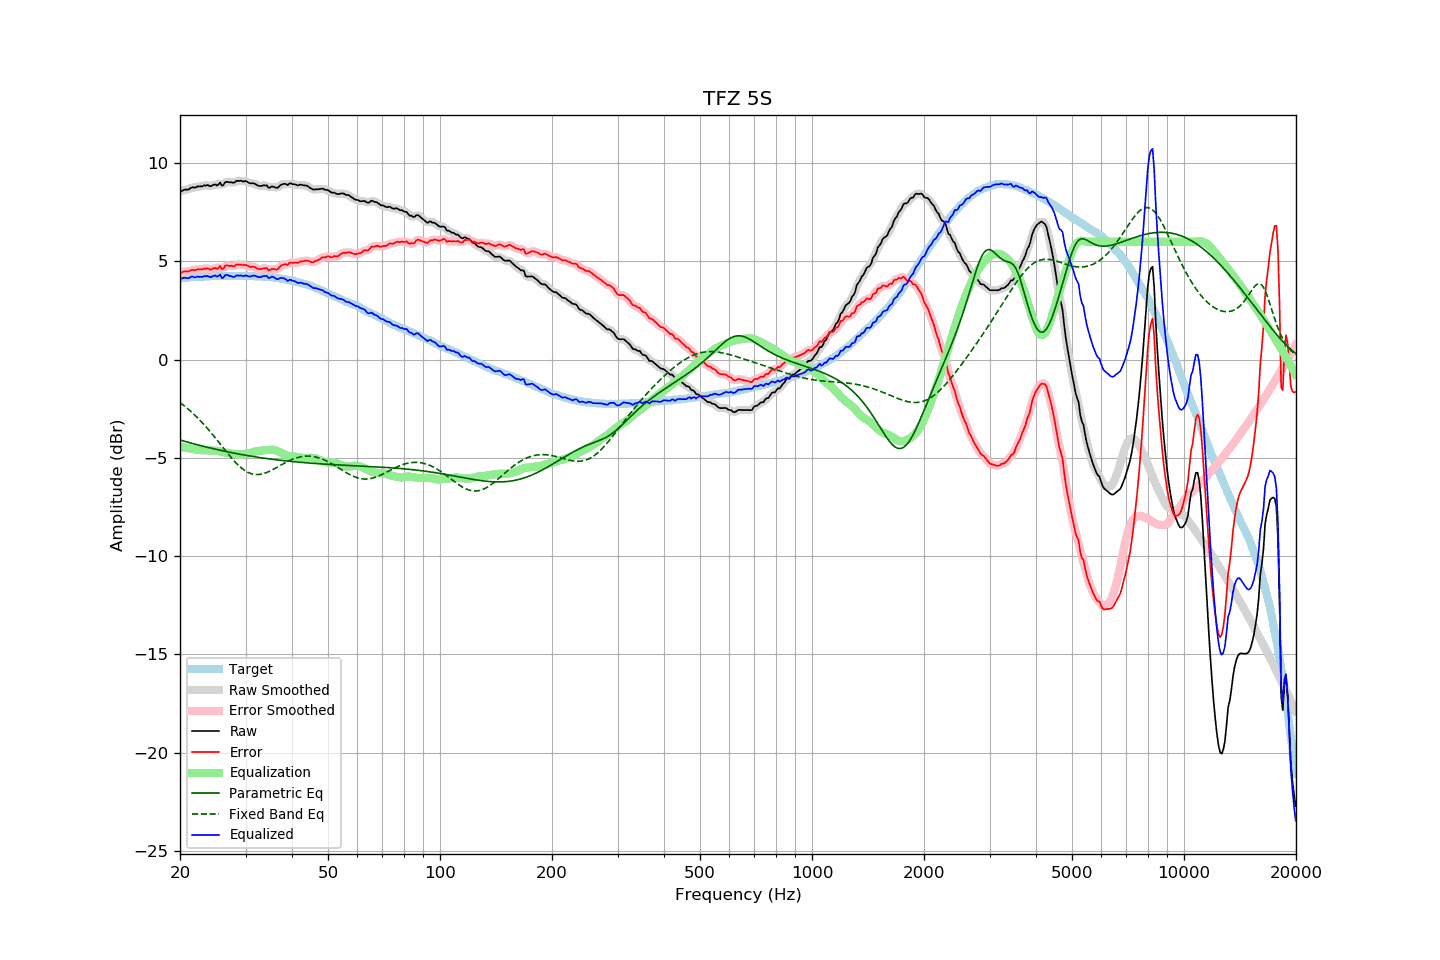 TFZ 5S
10
5
0
−5
−10
−15
−20
−25
Amplitude (dBr)
Target
Raw Smoothed
Error Smoothed
Raw
Error
Equalization
Parametric Eq
Fixed Band Eq
Equalized
20 50 100 200 500 1000 2000 5000 10000 20000
Frequency (Hz)